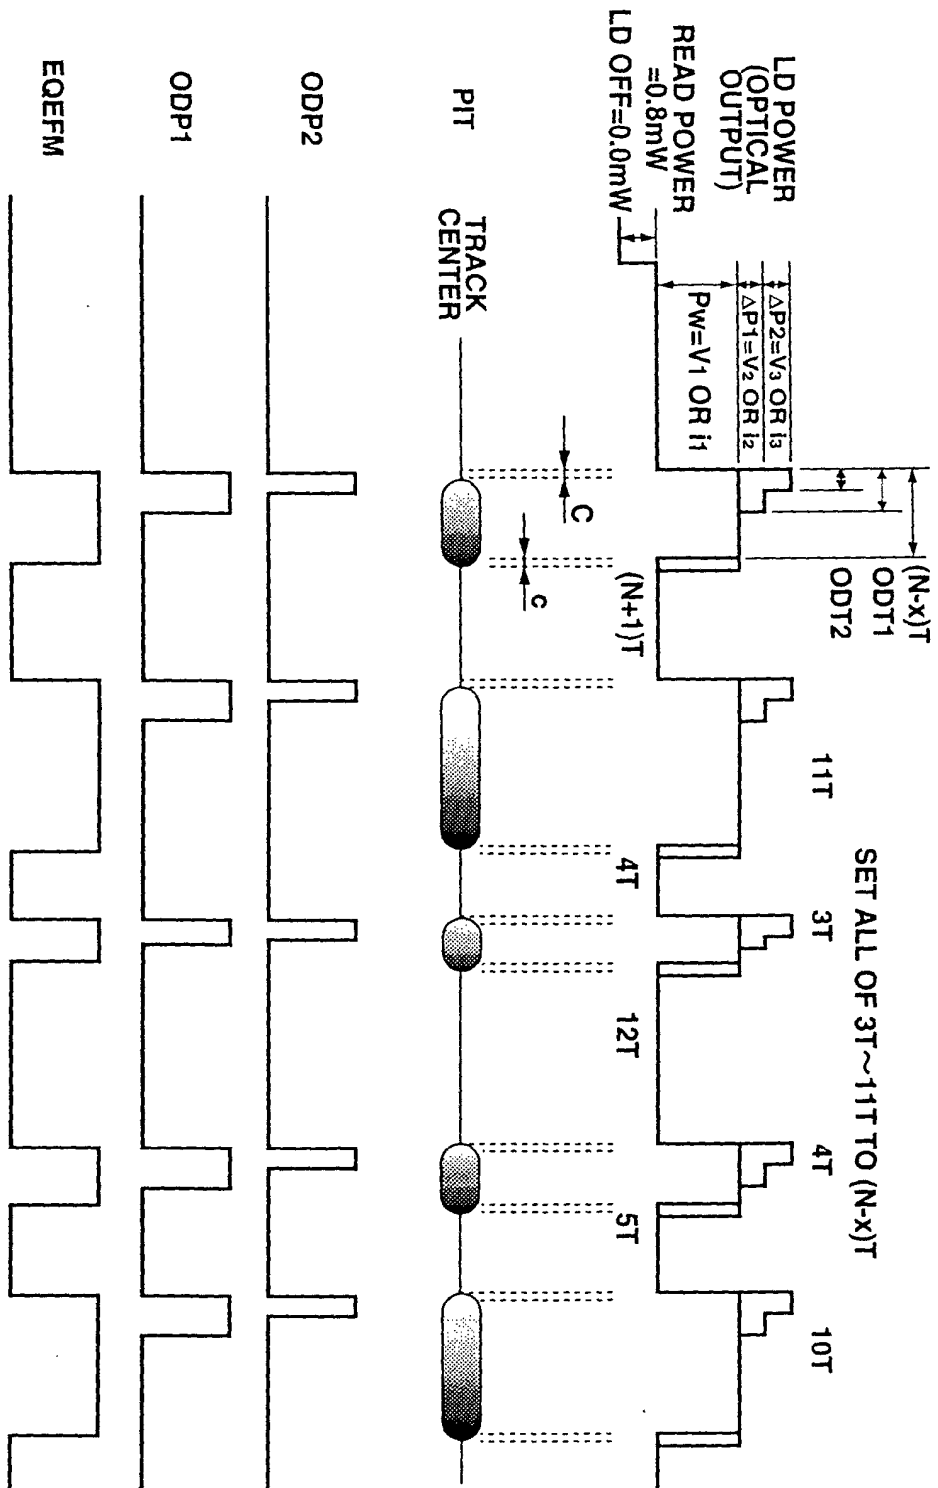 LD POWER
(OPTICAL
OUTPUT)
READ POWER
=0.8mW
LD OFF=0.0mW
ΔP2=V3 OR i3
ΔP1=V2 OR i2
PW=V1 OR i1
(N-x)T
ODT1
ODT2
SET ALL OF 3T~11T TO (N-x)T
11T
3T
4T
10T
(N+1)T
4T
12T
5T
C
c
PIT
TRACK
CENTER
ODP2
ODP1
EQEFM